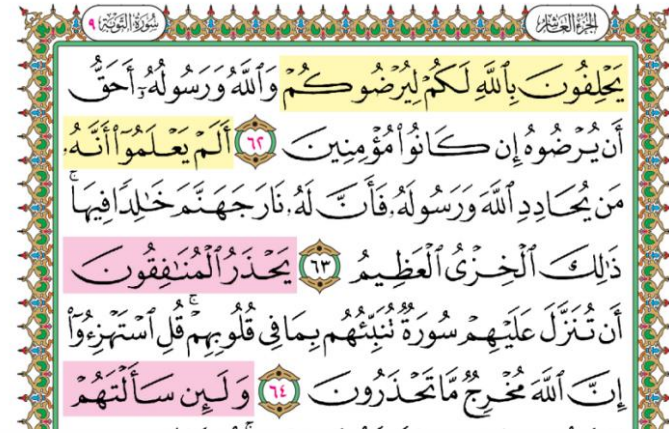 الجزء العاشر
سورة التوبة ٩
يَحْلِفُونَ بِٱللَّهِ لَكُمْ لِيُرْضُوكُمْ وَٱللَّهُ وَرَسُولُهُۥٓ أَحَقُّ
أَن يُرْضُوهُ إِن كَانُوا۟ مُؤْمِنِينَ ٦٢ أَلَمْ يَعْلَمُوٓا۟ أَنَّهُۥ
مَن يُحَادِدِ ٱللَّهَ وَرَسُولَهُۥ فَأَنَّ لَهُۥ نَارَ جَهَنَّمَ خَٰلِدًا فِيهَا ۚ
ذَٰلِكَ ٱلْخِزْىُ ٱلْعَظِيمُ ٦٣ يَحْذَرُ ٱلْمُنَٰفِقُونَ
أَن تُنَزَّلَ عَلَيْهِمْ سُورَةٌ تُنَبِّئُهُم بِمَا فِى قُلُوبِهِمْ ۚ قُلِ ٱسْتَهْزِءُوٓا۟
إِنَّ ٱللَّهَ مُخْرِجٌ مَّا تَحْذَرُونَ ٦٤ وَلَئِن سَأَلْتَهُمْ